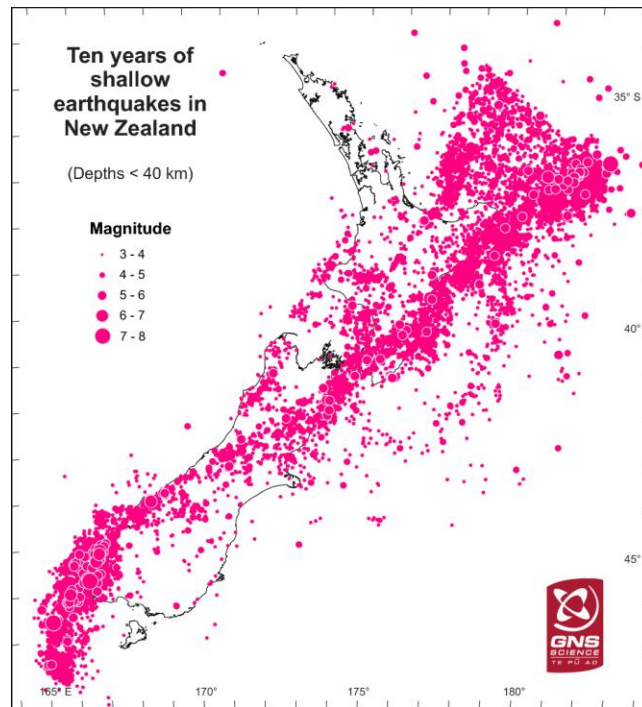 Ten years of
shallow
earthquakes in
New Zealand
(Depths < 40 km)
Magnitude
3 - 4
4 - 5
5 - 6
6 - 7
7 - 8
35° S
40°
45°
165° E
170°
175°
180°
GNS
SCIENCE
TE PŪ AO